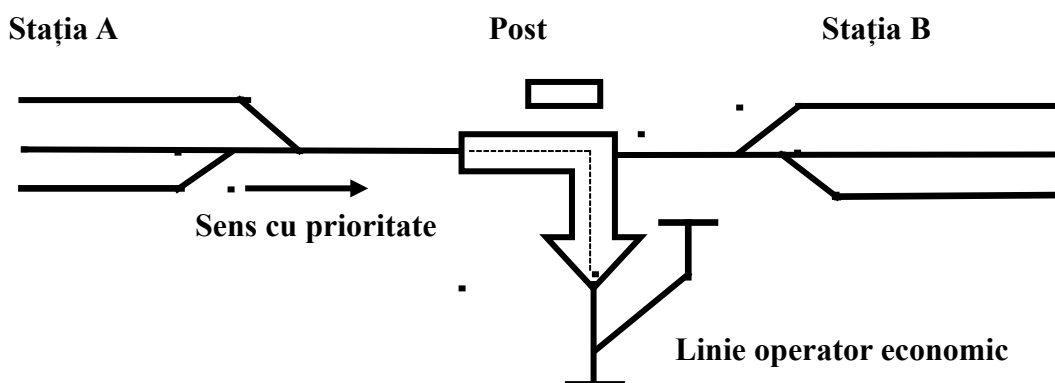 Stația A
Post
Stația B
Sens cu prioritate
Linie operator economic